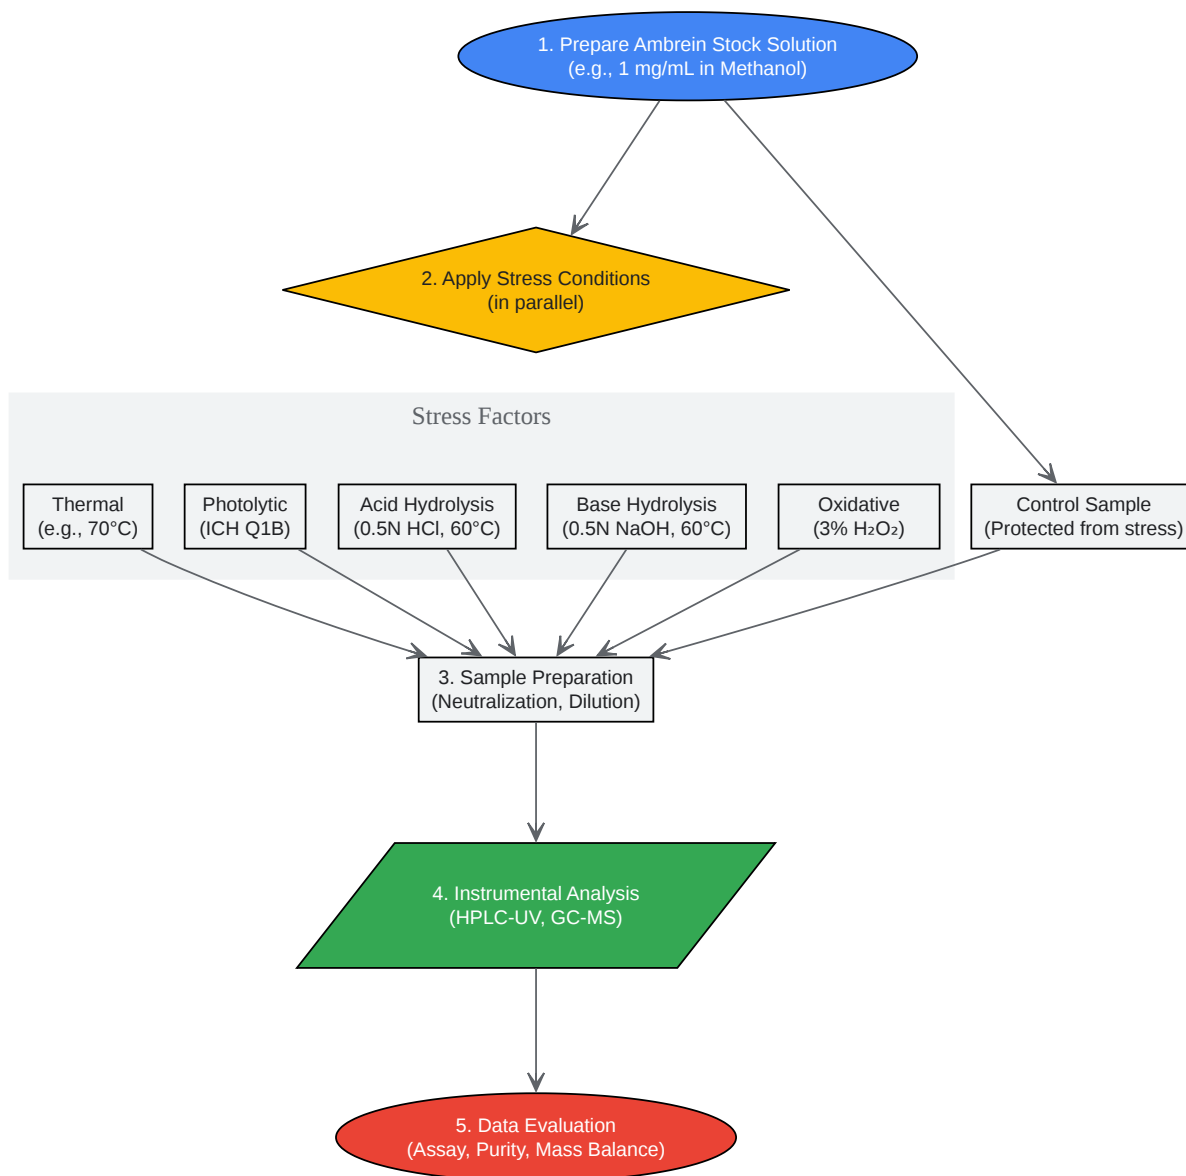 1. Prepare Ambrein Stock Solution
(e.g., 1 mg/mL in Methanol)
2. Apply Stress Conditions
(in parallel)
Stress Factors
Thermal
(e.g., 70°C)
Photolytic
(ICH Q1B)
Acid Hydrolysis
(0.5N HCl, 60°C)
Base Hydrolysis
(0.5N NaOH, 60°C)
Oxidative
(3% H₂O₂)
Control Sample
(Protected from stress)
3. Sample Preparation
(Neutralization, Dilution)
4. Instrumental Analysis
(HPLC-UV, GC-MS)
5. Data Evaluation
(Assay, Purity, Mass Balance)